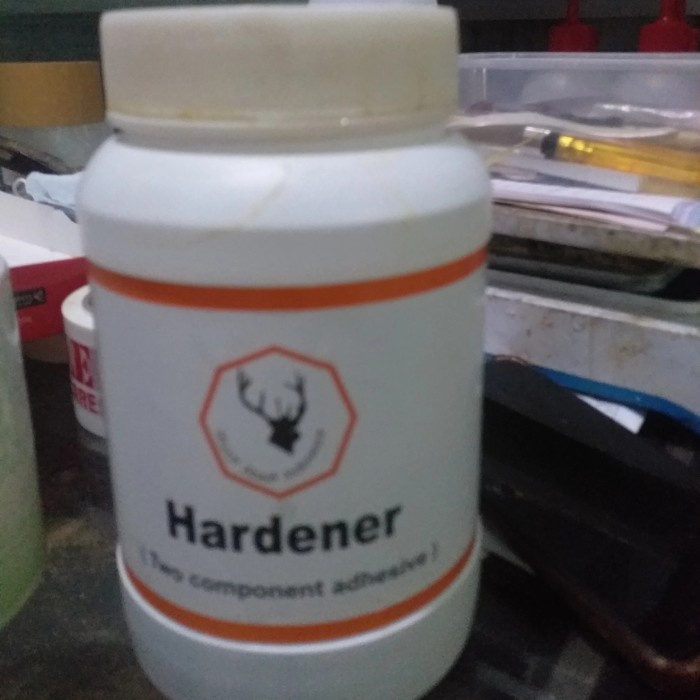 Hardener
( Two component adhesive )